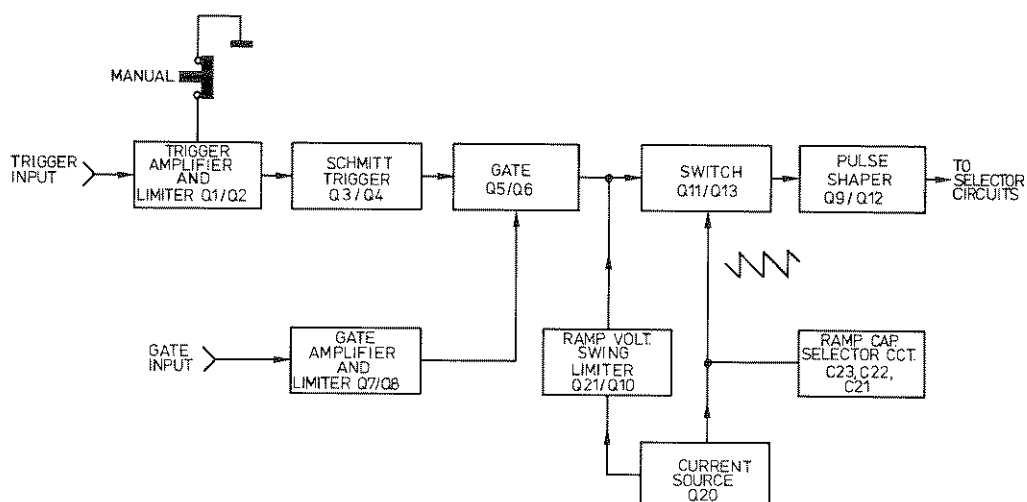 MANUAL
TRIGGER
INPUT
TRIGGER
AMPLIFIER
AND
LIMITER Q1/Q2
SCHMITT
TRIGGER
Q3/Q4
GATE
Q5/Q6
SWITCH
Q11/Q13
PULSE
SHAPER
Q9/Q12
TO
SELECTOR
CIRCUITS
GATE
INPUT
GATE
AMPLIFIER
AND
LIMITER Q7/Q8
RAMP VOLT.
SWING
LIMITER
Q21/Q10
RAMP CAP.
SELECTOR CCT.
C23, C22,
C21
CURRENT
SOURCE
Q20